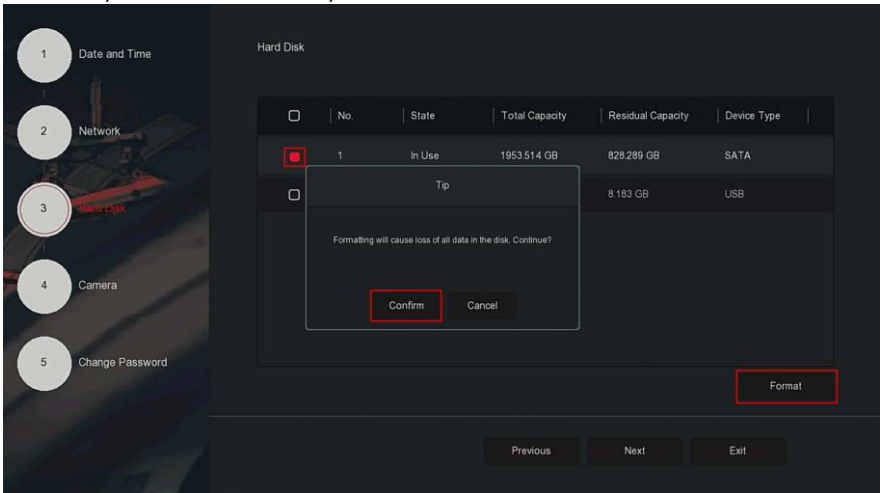 1 Date and Time
2 Network
3 Hard Disk
4 Camera
5 Change Password
Hard Disk
No. State Total Capacity Residual Capacity Device Type
1 In Use 1953.514 GB 828.289 GB SATA
8.183 GB USB
Tip
Formatting will cause loss of all data in the disk. Continue?
Confirm Cancel
Format
Previous Next Exit